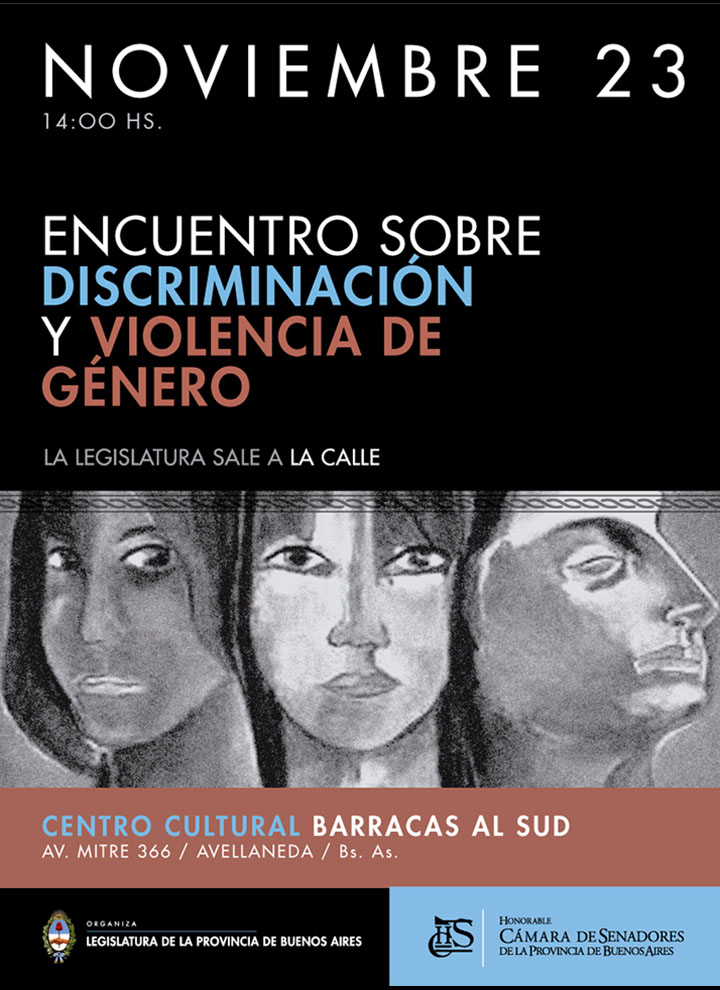 NOVIEMBRE 23
14:00 HS.
ENCUENTRO SOBRE
DISCRIMINACIÓN
Y VIOLENCIA DE
GÉNERO
LA LEGISLATURA SALE A LA CALLE
CENTRO CULTURAL BARRACAS AL SUD
AV. MITRE 366 / AVELLANEDA / Bs. As.
ORGANIZA
LEGISLATURA DE LA PROVINCIA DE BUENOS AIRES
HS
HONORABLE
CÁMARA DE SENADORES
DE LA PROVINCIA DE BUENOS AIRES